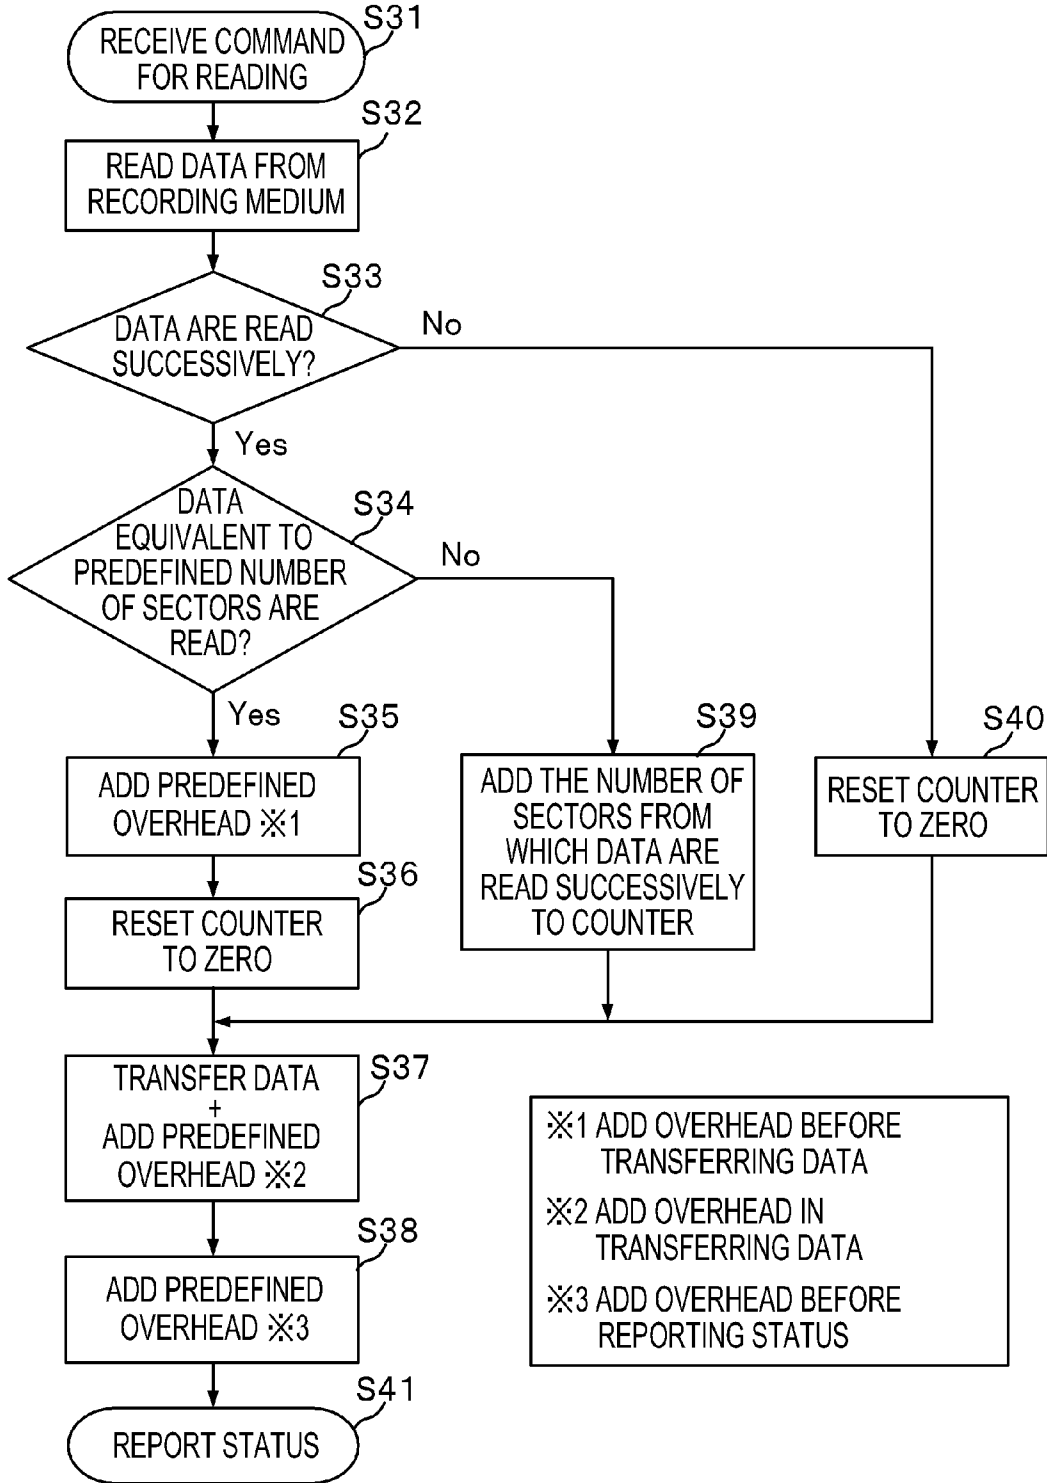 S31
RECEIVE COMMAND
FOR READING
S32
READ DATA FROM
RECORDING MEDIUM
S33
DATA ARE READ
SUCCESSIVELY?
No
Yes
DATA
EQUIVALENT TO
PREDEFINED NUMBER
OF SECTORS ARE
READ?
S34
No
Yes
S35
ADD PREDEFINED
OVERHEAD ※1
S39
ADD THE NUMBER OF
SECTORS FROM
WHICH DATA ARE
READ SUCCESSIVELY
TO COUNTER
S40
RESET COUNTER
TO ZERO
S36
RESET COUNTER
TO ZERO
S37
TRANSFER DATA
+
ADD PREDEFINED
OVERHEAD ※2
S38
ADD PREDEFINED
OVERHEAD ※3
S41
REPORT STATUS
※1 ADD OVERHEAD BEFORE
TRANSFERRING DATA
※2 ADD OVERHEAD IN
TRANSFERRING DATA
※3 ADD OVERHEAD BEFORE
REPORTING STATUS